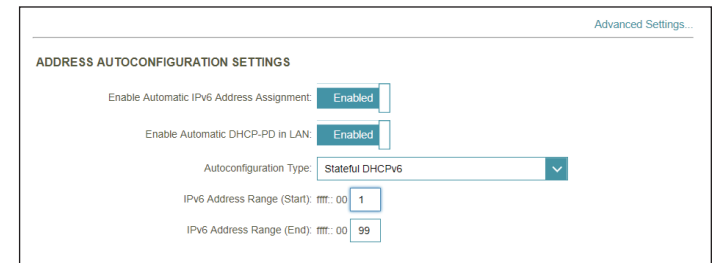 Advanced Settings...
ADDRESS AUTOCONFIGURATION SETTINGS
Enable Automatic IPv6 Address Assignment: Enabled
Enable Automatic DHCP-PD in LAN: Enabled
Autoconfiguration Type: Stateful DHCPv6
IPv6 Address Range (Start): ffff:: 00 1
IPv6 Address Range (End): ffff:: 00 99